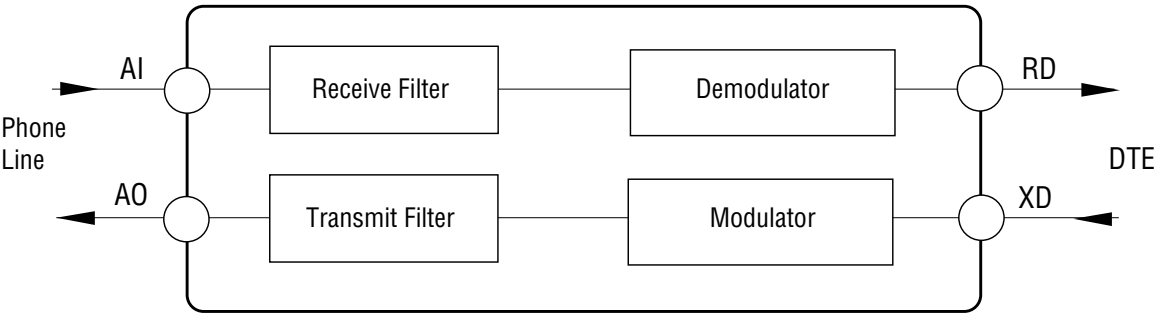 AI
Receive Filter
Demodulator
RD
Phone
Line
DTE
AO
Transmit Filter
Modulator
XD